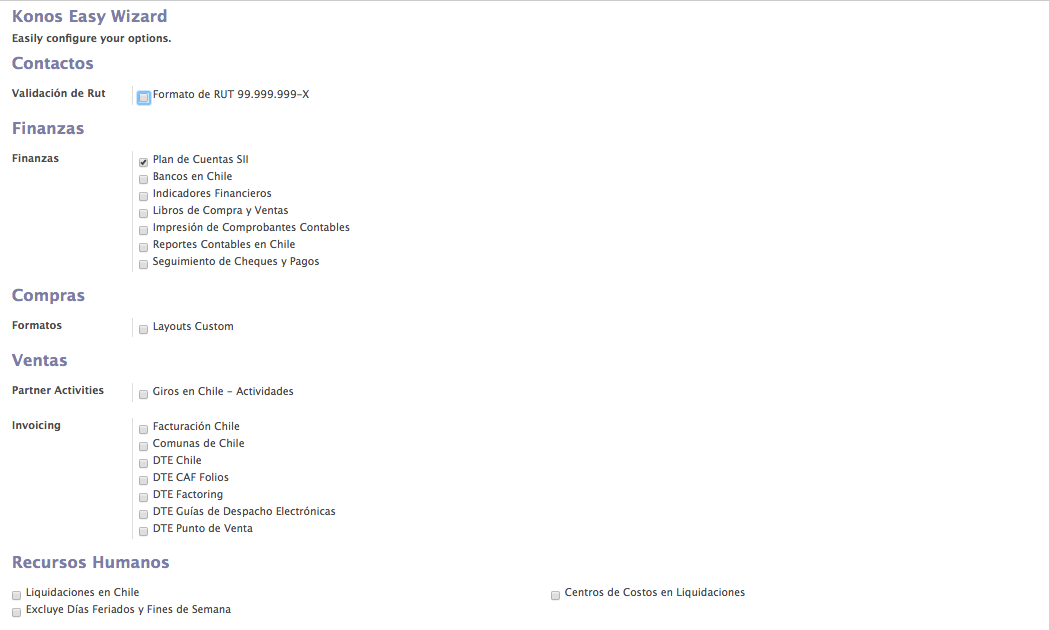 Konos Easy Wizard
Easily configure your options.
Contactos
Validación de Rut
Formato de RUT 99.999.999-X
Finanzas
Finanzas
Plan de Cuentas SII
Bancos en Chile
Indicadores Financieros
Libros de Compra y Ventas
Impresión de Comprobantes Contables
Reportes Contables en Chile
Seguimiento de Cheques y Pagos
Compras
Formatos
Layouts Custom
Ventas
Partner Activities
Giros en Chile - Actividades
Invoicing
Facturación Chile
Comunas de Chile
DTE Chile
DTE CAF Folios
DTE Factoring
DTE Guías de Despacho Electrónicas
DTE Punto de Venta
Recursos Humanos
Liquidaciones en Chile
Centros de Costos en Liquidaciones
Excluye Días Feriados y Fines de Semana